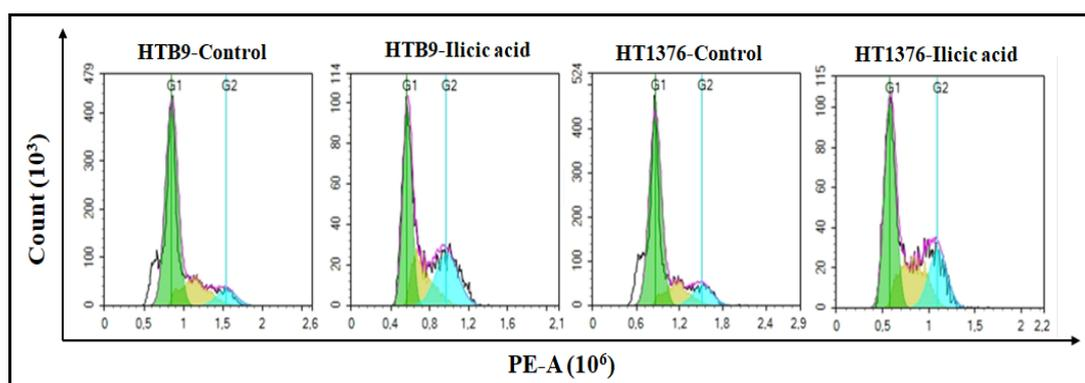 HTB9-Control
HTB9-Ilicic acid
HT1376-Control
HT1376-Ilicic acid
Count (10³)
479
400
300
200
100
0
G1
G2
0 0,5 1 1,5 2 2,6
114
100
80
60
40
20
0
G1
G2
0 0,4 0,8 1,2 1,6 2,1
524
400
300
200
100
0
G1
G2
0 0,6 1,2 1,8 2,4 2,9
115
100
80
60
40
20
0
G1
G2
0 0,5 1 1,5 2 2,2
PE-A (10⁶)